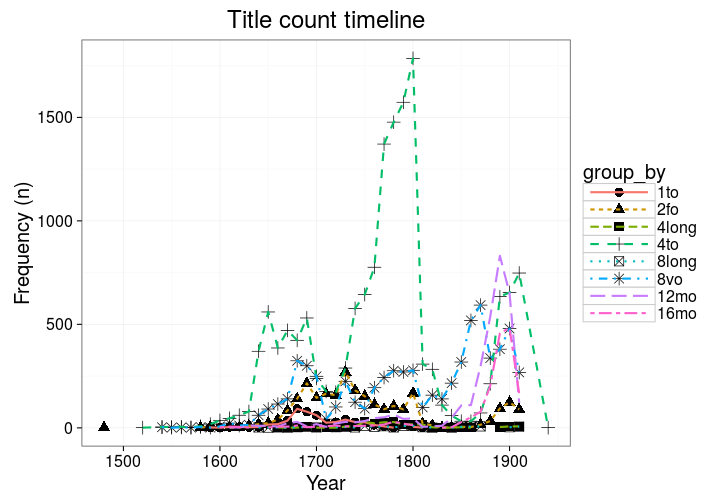 Title count timeline
Frequency (n)
1500
1000
500
0
1500 1600 1700 1800 1900
Year
group_by
1to
2fo
4long
4to
8long
8vo
12mo
16mo